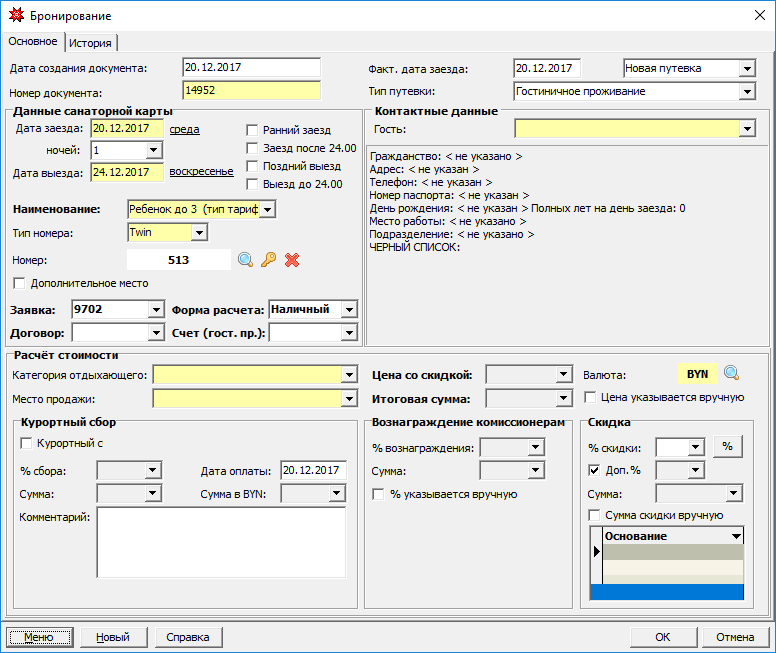 Бронирование
Основное
История
Дата создания документа: 20.12.2017 Факт. дата заезда: 20.12.2017 Новая путевка
Номер документа: 14952 Тип путевки: Гостиничное проживание
Данные санаторной карты
Дата заезда: 20.12.2017 среда
ночей: 1
Дата выезда: 24.12.2017 воскресенье
Ранний заезд
Заезд после 24.00
Поздний выезд
Выезд до 24.00
Наименование: Ребенок до 3 (тип тариф
Тип номера: Twin
Номер: 513
Дополнительное место
Заявка: 9702 Форма расчета: Наличный
Договор: Счет (гост. пр.):
Контактные данные
Гость:
Гражданство: < не указано >
Адрес: < не указан >
Телефон: < не указан >
Номер паспорта: < не указан >
День рождения: < не указан > Полных лет на день заезда: 0
Место работы: < не указано >
Подразделение: < не указано >
ЧЕРНЫЙ СПИСОК:
Расчёт стоимости
Категория отдыхающего: Цена со скидкой: Валюта: BYN
Место продажи: Итоговая сумма: Цена указывается вручную
Курортный сбор
Курортный с
% сбора: Дата оплаты: 20.12.2017
Сумма: Сумма в BYN:
Комментарий:
Вознаграждение комиссионерам
% вознаграждения:
Сумма:
% указывается вручную
Скидка
% скидки: %
Доп.%
Сумма:
Сумма скидки вручную
Основание
Меню Новый Справка OK Отмена